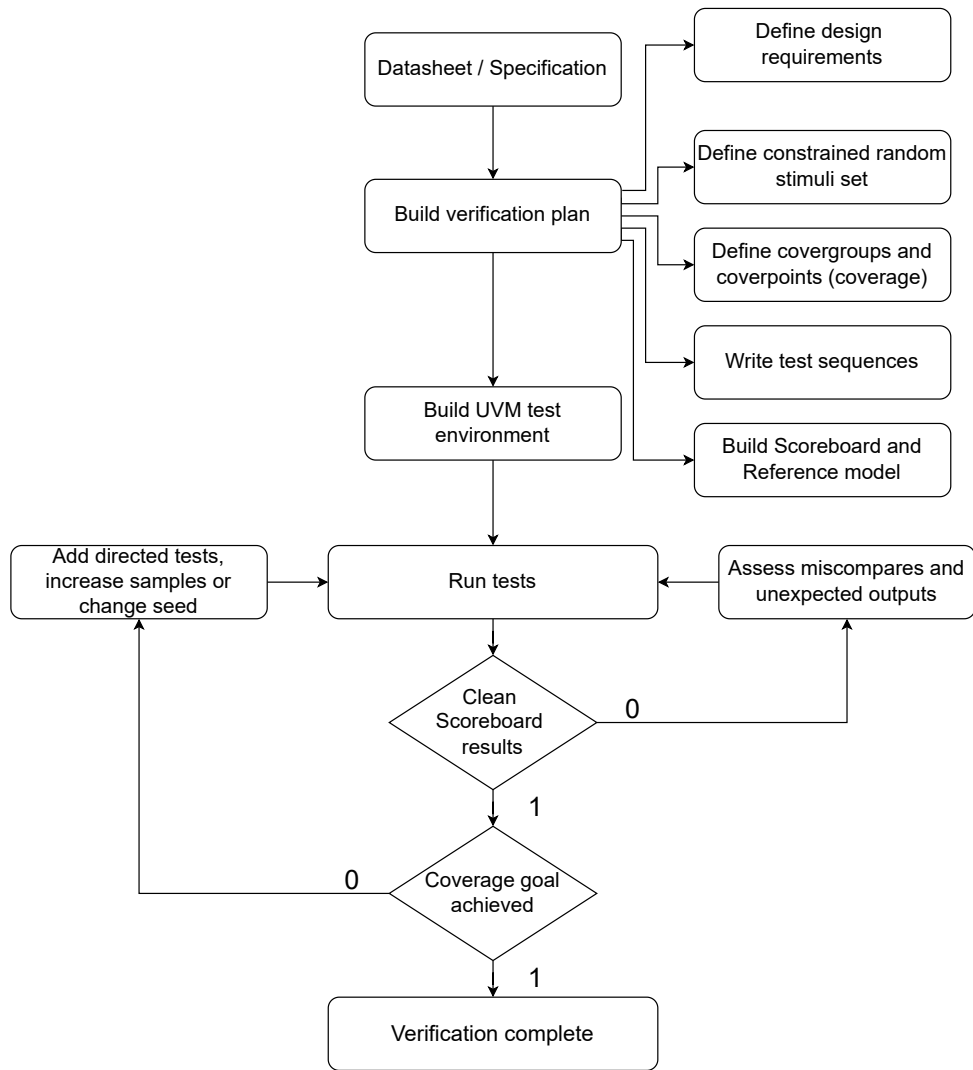 Datasheet / Specification
Define design
requirements
Define constrained random
stimuli set
Build verification plan
Define covergroups and
coverpoints (coverage)
Write test sequences
Build UVM test
environment
Build Scoreboard and
Reference model
Add directed tests,
increase samples or
change seed
Run tests
Assess miscompares and
unexpected outputs
Clean
Scoreboard
results
0
1
Coverage goal
achieved
0
1
Verification complete